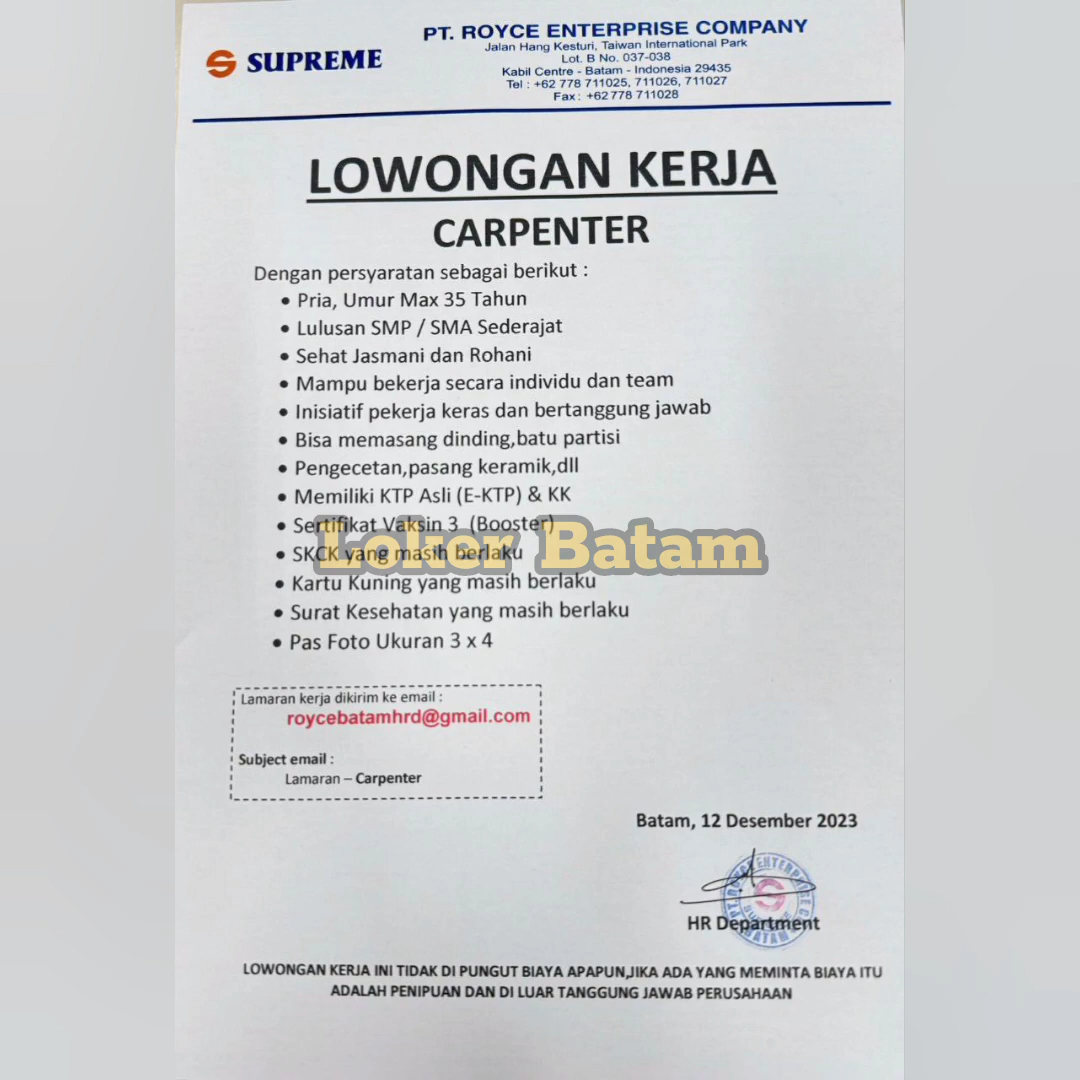 SUPREME
PT. ROYCE ENTERPRISE COMPANY
Jalan Hang Kesturi, Taiwan International Park
Lot. B No. 037-038
Kabil Centre - Batam - Indonesia 29435
Tel : +62 778 711025, 711026, 711027
Fax : +62 778 711028
LOWONGAN KERJA
CARPENTER
Dengan persyaratan sebagai berikut :
• Pria, Umur Max 35 Tahun
• Lulusan SMP / SMA Sederajat
• Sehat Jasmani dan Rohani
• Mampu bekerja secara individu dan team
• Inisiatif pekerja keras dan bertanggung jawab
• Bisa memasang dinding,batu partisi
• Pengecetan,pasang keramik,dll
• Memiliki KTP Asli (E-KTP) & KK
• Sertifikat Vaksin 3 (Booster)
Loker Batam
• SKCK yang masih berlaku
• Kartu Kuning yang masih berlaku
• Surat Kesehatan yang masih berlaku
• Pas Foto Ukuran 3 x 4
Lamaran kerja dikirim ke email :
roycebatamhrd@gmail.com
Subject email :
Lamaran – Carpenter
Batam, 12 Desember 2023
HR Department
BATAM
LOWONGAN KERJA INI TIDAK DI PUNGUT BIAYA APAPUN,JIKA ADA YANG MEMINTA BIAYA ITU
ADALAH PENIPUAN DAN DI LUAR TANGGUNG JAWAB PERUSAHAAN